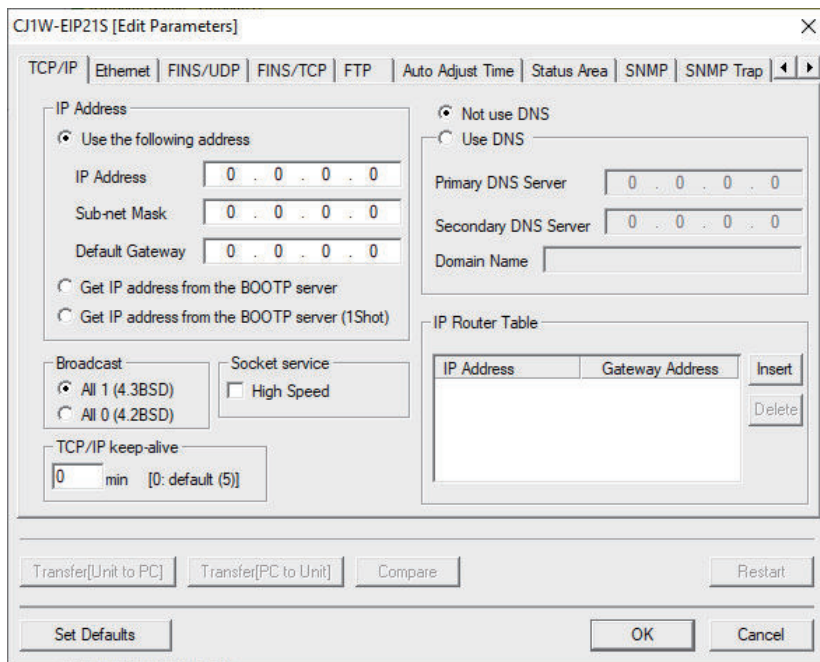 CJ1W-EIP21S [Edit Parameters]
TCP/IP Ethernet FINS/UDP FINS/TCP FTP Auto Adjust Time Status Area SNMP SNMP Trap
IP Address
Use the following address
IP Address 0 . 0 . 0 . 0
Sub-net Mask 0 . 0 . 0 . 0
Default Gateway 0 . 0 . 0 . 0
Get IP address from the BOOTP server
Get IP address from the BOOTP server (1Shot)
Broadcast
All 1 (4.3BSD)
All 0 (4.2BSD)
Socket service
High Speed
TCP/IP keep-alive
0 min [0: default (5)]
Not use DNS
Use DNS
Primary DNS Server 0 . 0 . 0 . 0
Secondary DNS Server 0 . 0 . 0 . 0
Domain Name
IP Router Table
IP Address Gateway Address
Insert
Delete
Transfer[Unit to PC] Transfer[PC to Unit] Compare Restart
Set Defaults OK Cancel